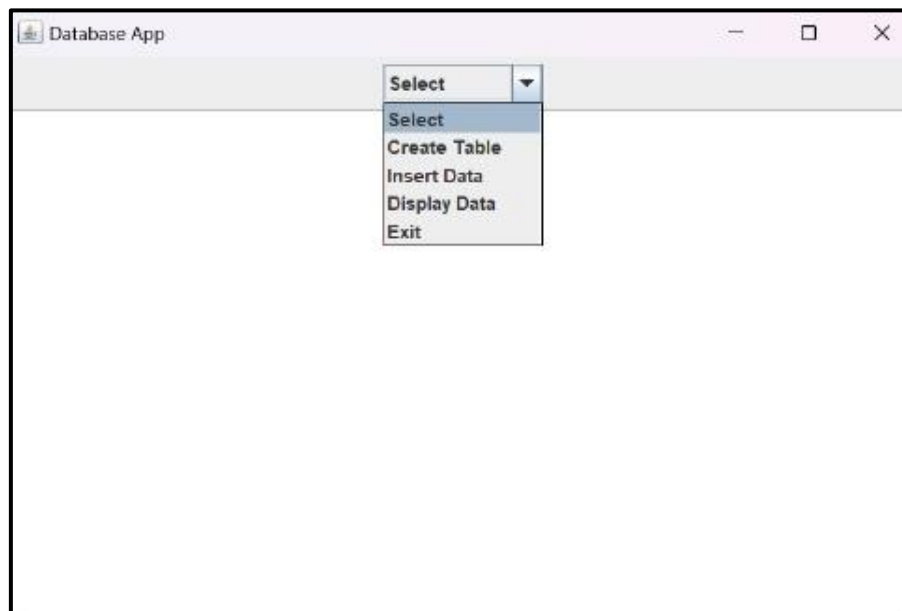 Database App
Select
Select
Create Table
Insert Data
Display Data
Exit